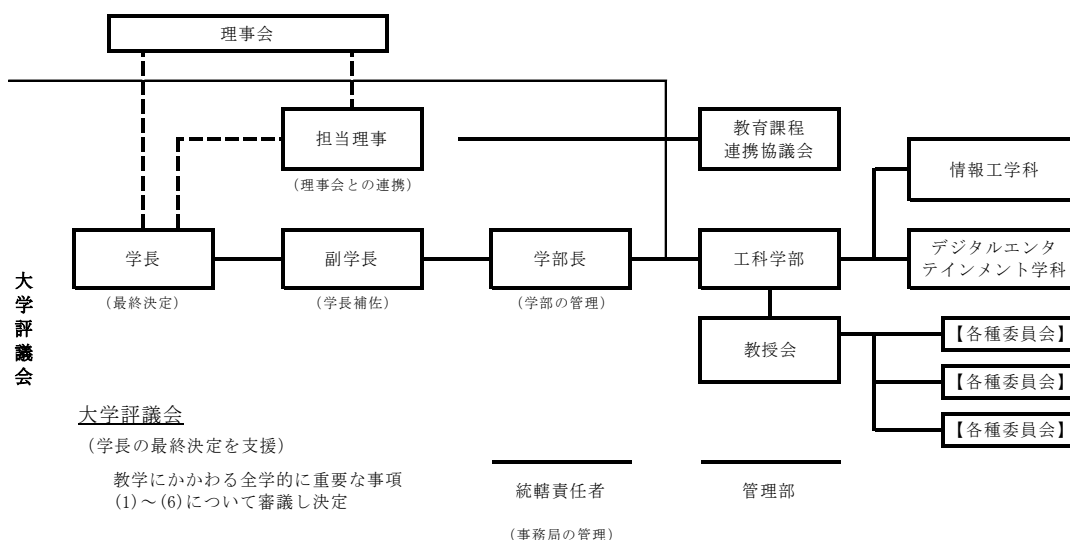 理事会
担当理事
(理事会との連携)
教育課程
連携協議会
情報工学科
学長
(最終決定)
副学長
(学長補佐)
学部長
(学部の管理)
工科学部
デジタルエンタ
テインメント学科
教授会
【各種委員会】
【各種委員会】
【各種委員会】
大学評議会
大学評議会
(学長の最終決定を支援)
教学にかかわる全学的に重要な事項
(1)～(6)について審議し決定
統轄責任者
(事務局の管理)
管理部